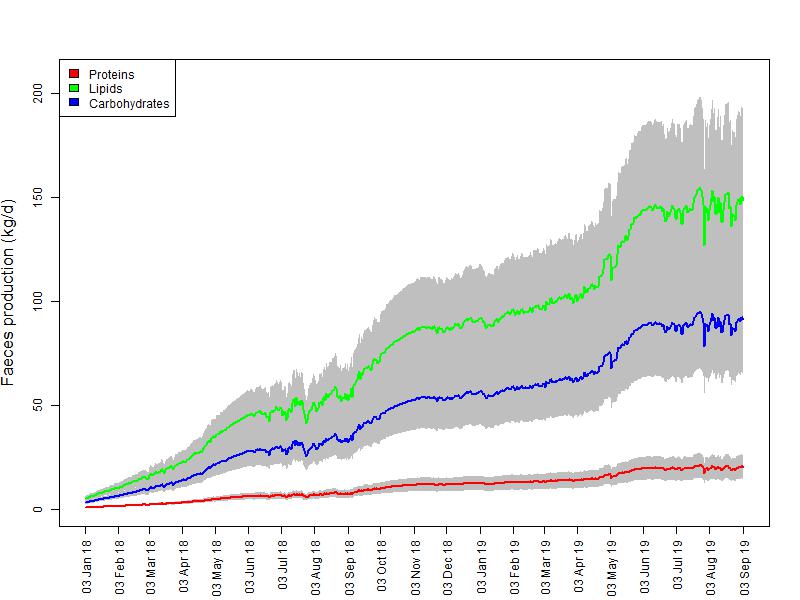 Proteins
Lipids
Carbohydrates
Faeces production (kg/d)
200
150
100
50
0
03 Jan 18
03 Feb 18
03 Mar 18
03 Apr 18
03 May 18
03 Jun 18
03 Jul 18
03 Aug 18
03 Sep 18
03 Oct 18
03 Nov 18
03 Dec 18
03 Jan 19
03 Feb 19
03 Mar 19
03 Apr 19
03 May 19
03 Jun 19
03 Jul 19
03 Aug 19
03 Sep 19